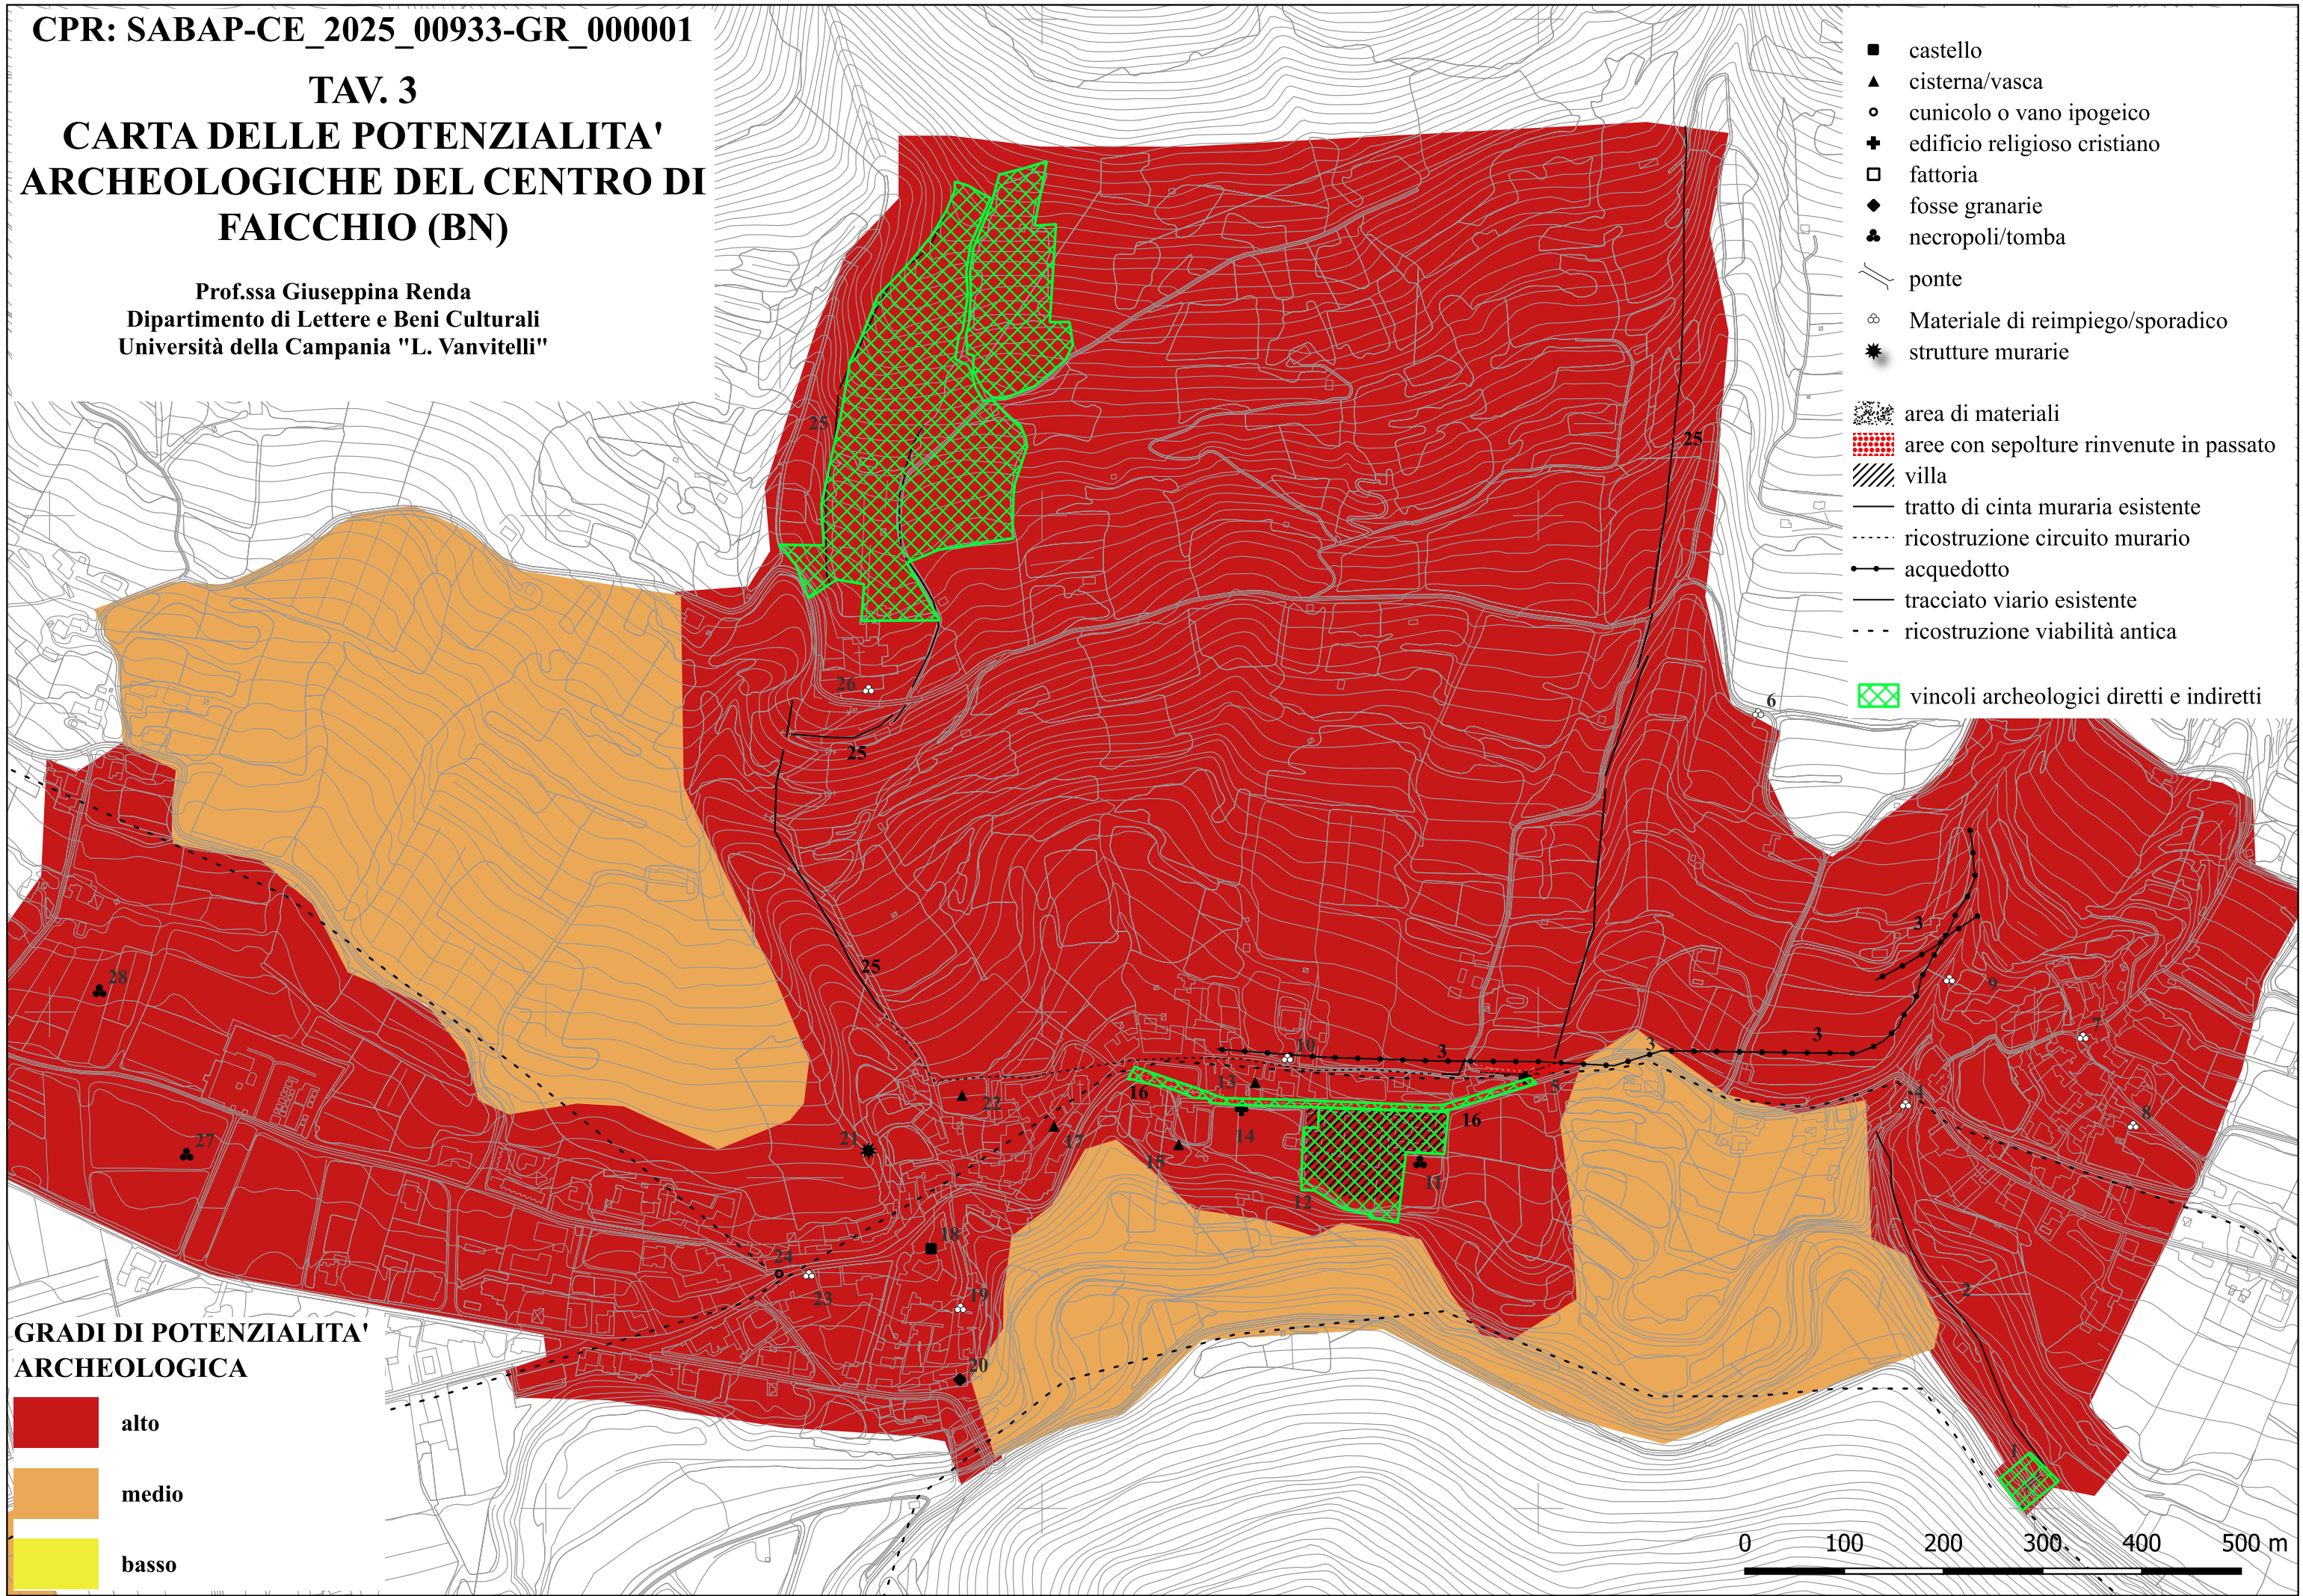 CPR: SABAP-CE_2025_00933-GR_000001
TAV. 3
CARTA DELLE POTENZIALITA'
ARCHEOLOGICHE DEL CENTRO DI
FAICCHIO (BN)
Prof.ssa Giuseppina Renda
Dipartimento di Lettere e Beni Culturali
Università della Campania "L. Vanvitelli"
castello
cisterna/vasca
cunicolo o vano ipogeico
edificio religioso cristiano
fattoria
fosse granarie
necropoli/tomba
ponte
Materiale di reimpiego/sporadico
strutture murarie
area di materiali
aree con sepolture rinvenute in passato
villa
tratto di cinta muraria esistente
ricostruzione circuito murario
acquedotto
tracciato viario esistente
ricostruzione viabilità antica
vincoli archeologici diretti e indiretti
25
25
26
25
6
25
3
28
9
7
3
10
3
3
13
5
16
22
4
16
8
14
21
17
27
15
11
12
18
24
2
23
19
20
1
GRADI DI POTENZIALITA'
ARCHEOLOGICA
alto
medio
basso
0 100 200 300 400 500 m